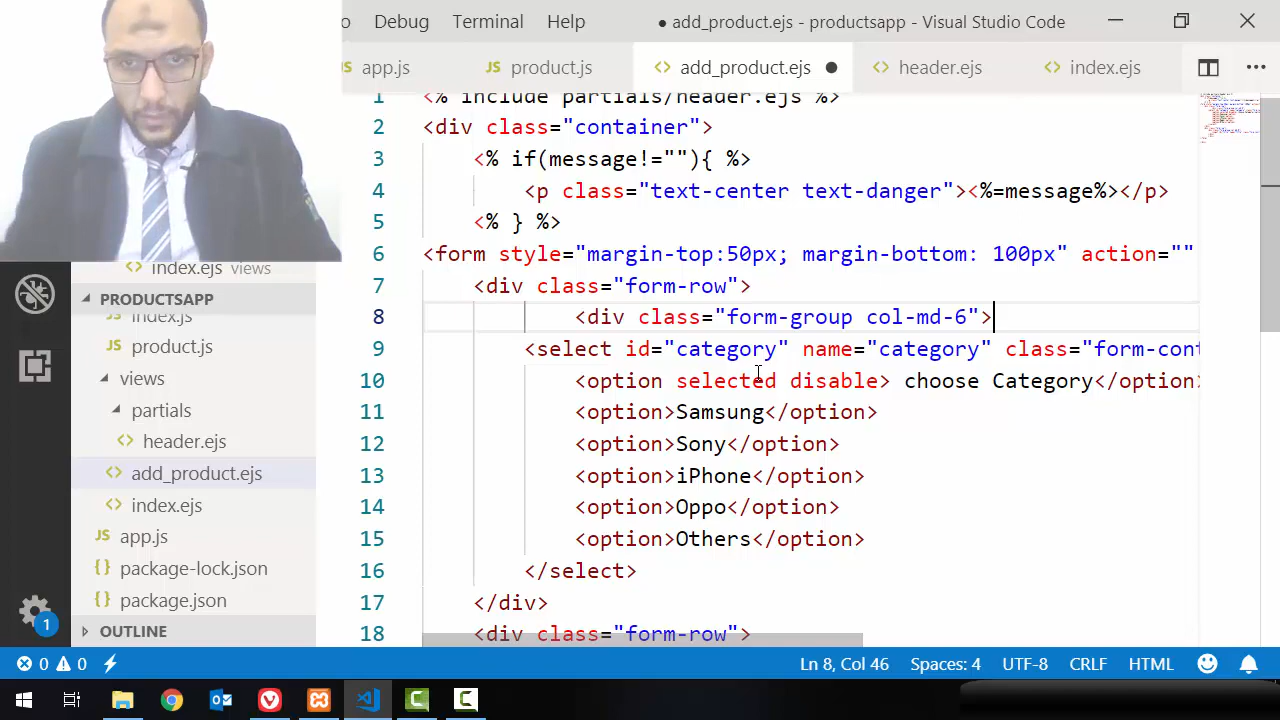 Debug Terminal Help ● add_product.ejs - productsapp - Visual Studio Code
app.js JS product.js <> add_product.ejs ● <> header.ejs <> index.ejs
1 <% include partials/header.ejs %>
2 <div class="container">
3 <% if(message!=""){ %>
4 <p class="text-center text-danger"><%=message%></p>
5 <% } %>
6 <form style="margin-top:50px; margin-bottom: 100px" action=""
7 <div class="form-row">
8 <div class="form-group col-md-6">
9 <select id="category" name="category" class="form-cont
10 <option selected disable> choose Category</option>
11 <option>Samsung</option>
12 <option>Sony</option>
13 <option>iPhone</option>
14 <option>Oppo</option>
15 <option>Others</option>
16 </select>
17 </div>
18 <div class="form-row">
<> index.ejs views
PRODUCTSAPP
index.js
JS product.js
views
partials
<> header.ejs
<> add_product.ejs
<> index.ejs
JS app.js
{} package-lock.json
{} package.json
OUTLINE
1
0 0 Ln 8, Col 46 Spaces: 4 UTF-8 CRLF HTML